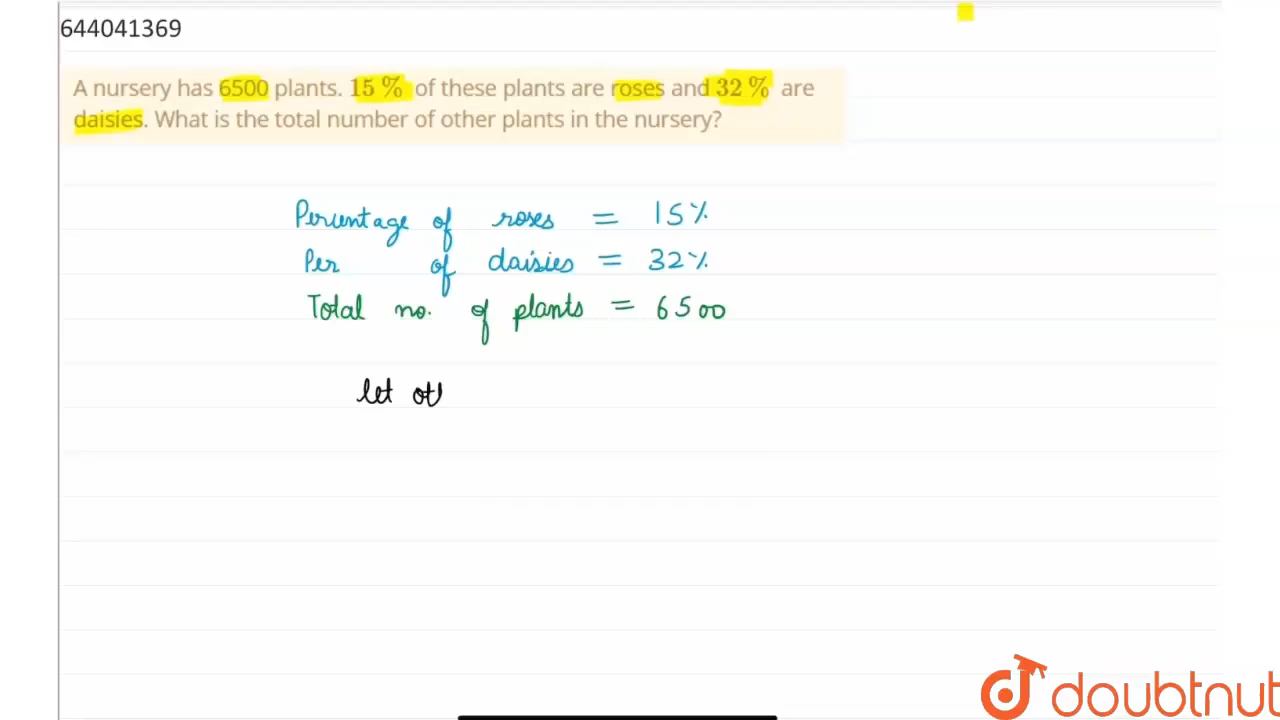 644041369
A nursery has 6500 plants. 15 % of these plants are roses and 32 % are
daisies. What is the total number of other plants in the nursery?
Percentage of roses = 15%
Per of daisies = 32%
Total no. of plants = 6500
let oth
doubtnut